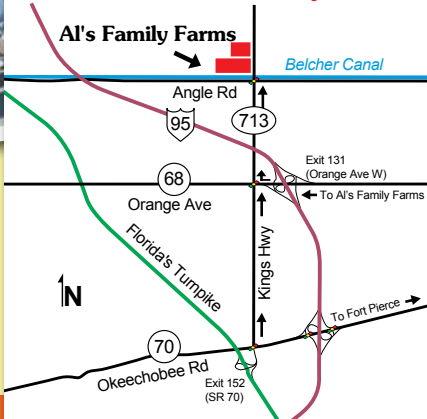 Al's Family Farms
Belcher Canal
Angle Rd
95
713
Exit 131
(Orange Ave W)
68
To Al's Family Farms
Orange Ave
Florida's Turnpike
Kings Hwy
N
To Fort Pierce
70
Okeechobee Rd
Exit 152
(SR 70)